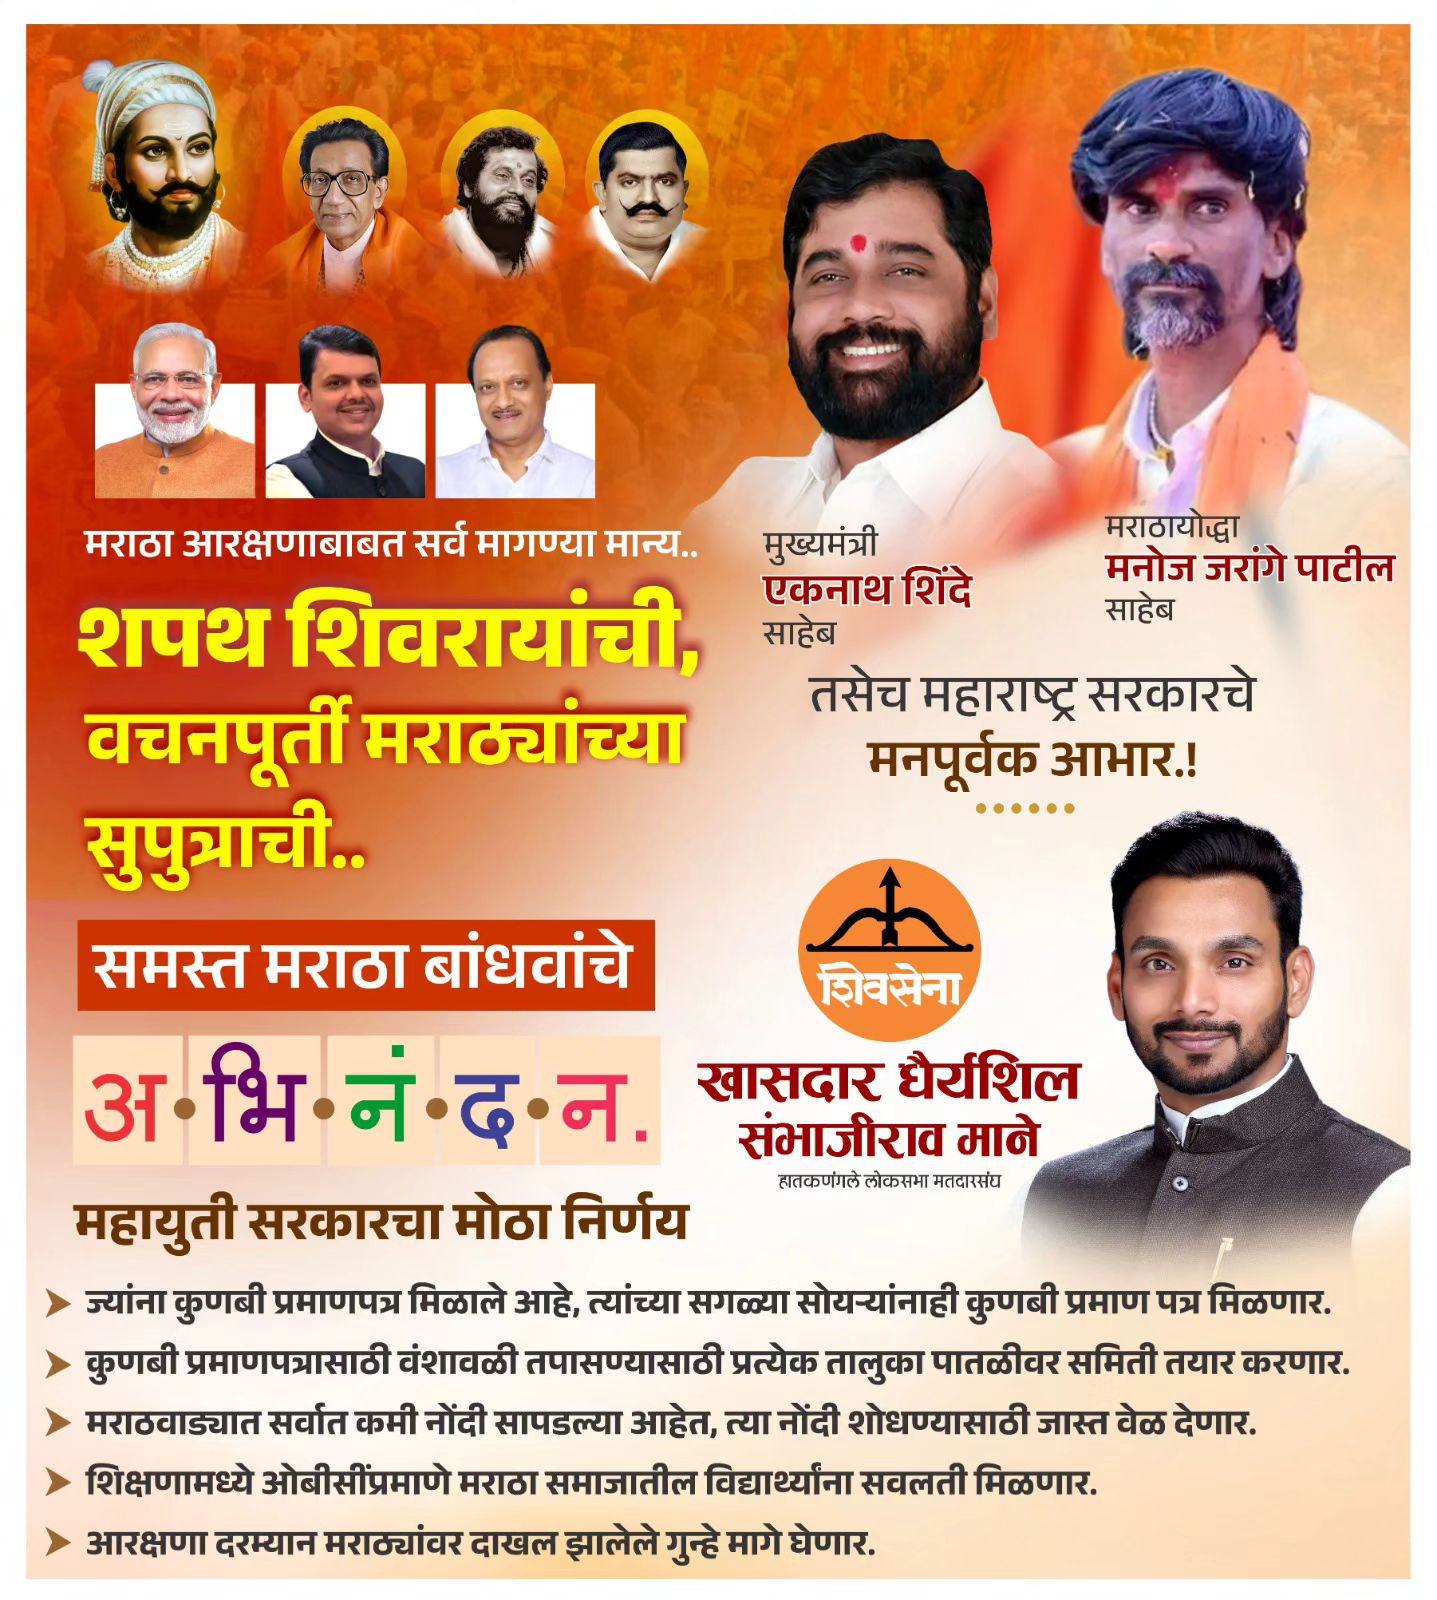 मराठा आरक्षणाबाबत सर्व मागण्या मान्य..
शपथ शिवरायांची,
वचनपूर्ती मराठ्यांच्या
सुपुत्राची..
समस्त मराठा बांधवांचे
अ•भि•नं•द•न.
मुख्यमंत्री
एकनाथ शिंदे
साहेब
मराठायोद्धा
मनोज जरांगे पाटील
साहेब
तसेच महाराष्ट्र सरकारचे
मनपूर्वक आभार.!
शिवसेना
खासदार धैर्यशिल
संभाजीराव माने
हातकणंगले लोकसभा मतदारसंघ
महायुती सरकारचा मोठा निर्णय
➤ ज्यांना कुणबी प्रमाणपत्र मिळाले आहे, त्यांच्या सगळ्या सोयऱ्यांनाही कुणबी प्रमाण पत्र मिळणार.
➤ कुणबी प्रमाणपत्रासाठी वंशावळी तपासण्यासाठी प्रत्येक तालुका पातळीवर समिती तयार करणार.
➤ मराठवाड्यात सर्वात कमी नोंदी सापडल्या आहेत, त्या नोंदी शोधण्यासाठी जास्त वेळ देणार.
➤ शिक्षणामध्ये ओबीसींप्रमाणे मराठा समाजातील विद्यार्थ्यांना सवलती मिळणार.
➤ आरक्षणा दरम्यान मराठ्यांवर दाखल झालेले गुन्हे मागे घेणार.